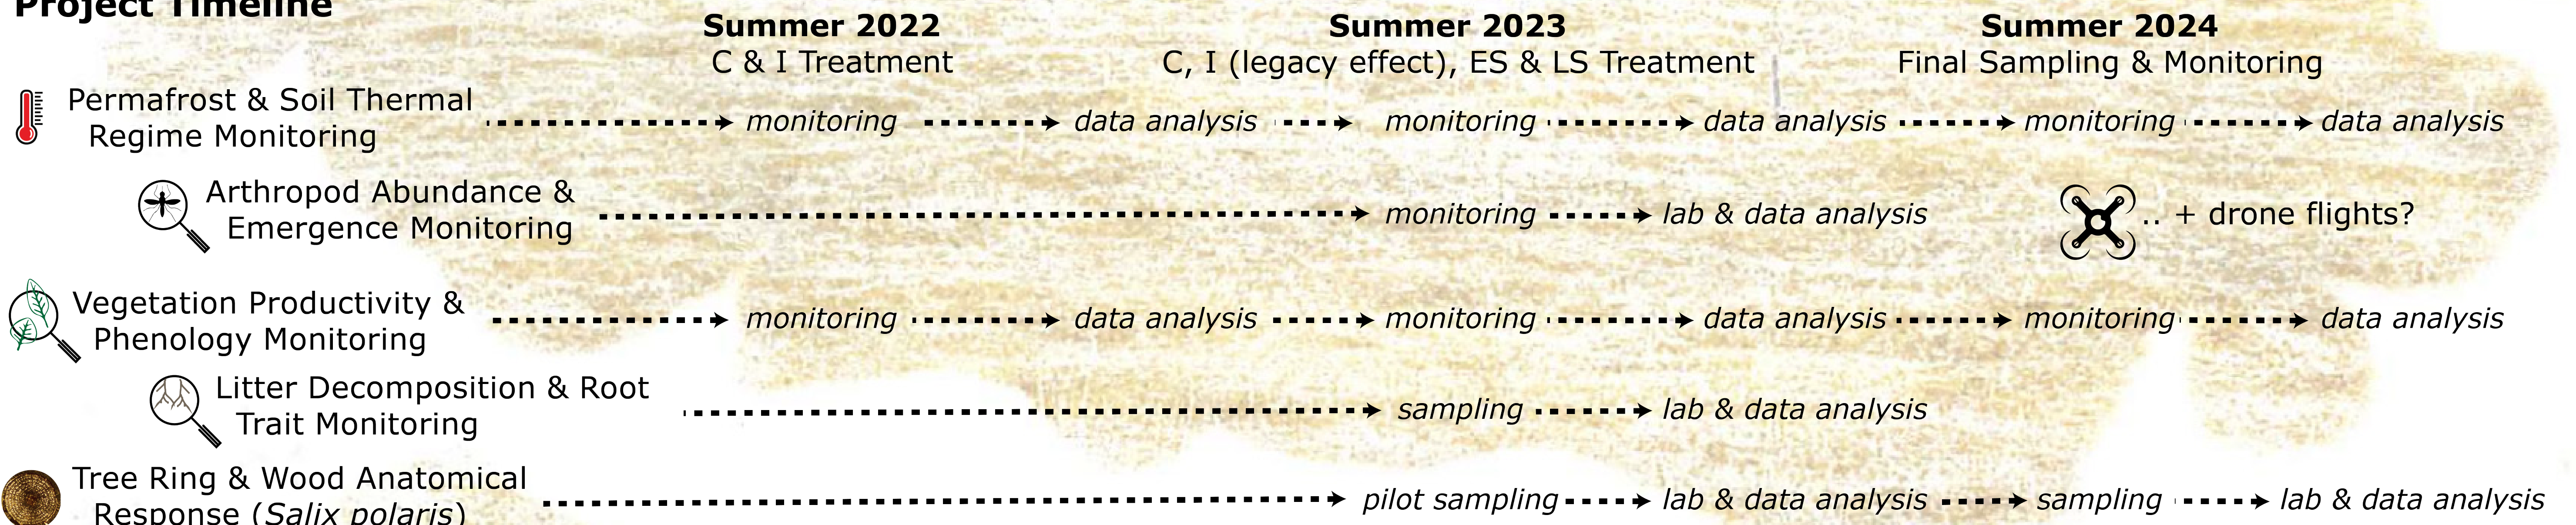 Project Timeline
Summer 2022
C & I Treatment
Summer 2023
C, I (legacy effect), ES & LS Treatment
Summer 2024
Final Sampling & Monitoring
Permafrost & Soil Thermal
Regime Monitoring
monitoring
data analysis
monitoring
data analysis
monitoring
data analysis
Arthropod Abundance &
Emergence Monitoring
monitoring
lab & data analysis
.. + drone flights?
Vegetation Productivity &
Phenology Monitoring
monitoring
data analysis
monitoring
data analysis
monitoring
data analysis
Litter Decomposition & Root
Trait Monitoring
sampling
lab & data analysis
Tree Ring & Wood Anatomical
Response (Salix polaris)
pilot sampling
lab & data analysis
sampling
lab & data analysis